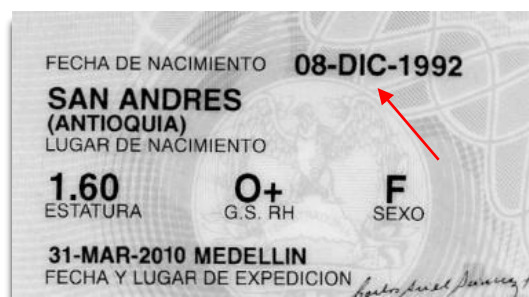 FECHA DE NACIMIENTO 08-DIC-1992
SAN ANDRES
(ANTIOQUIA)
LUGAR DE NACIMIENTO
1.60 O+ F
ESTATURA G.S. RH SEXO
31-MAR-2010 MEDELLIN
FECHA Y LUGAR DE EXPEDICION